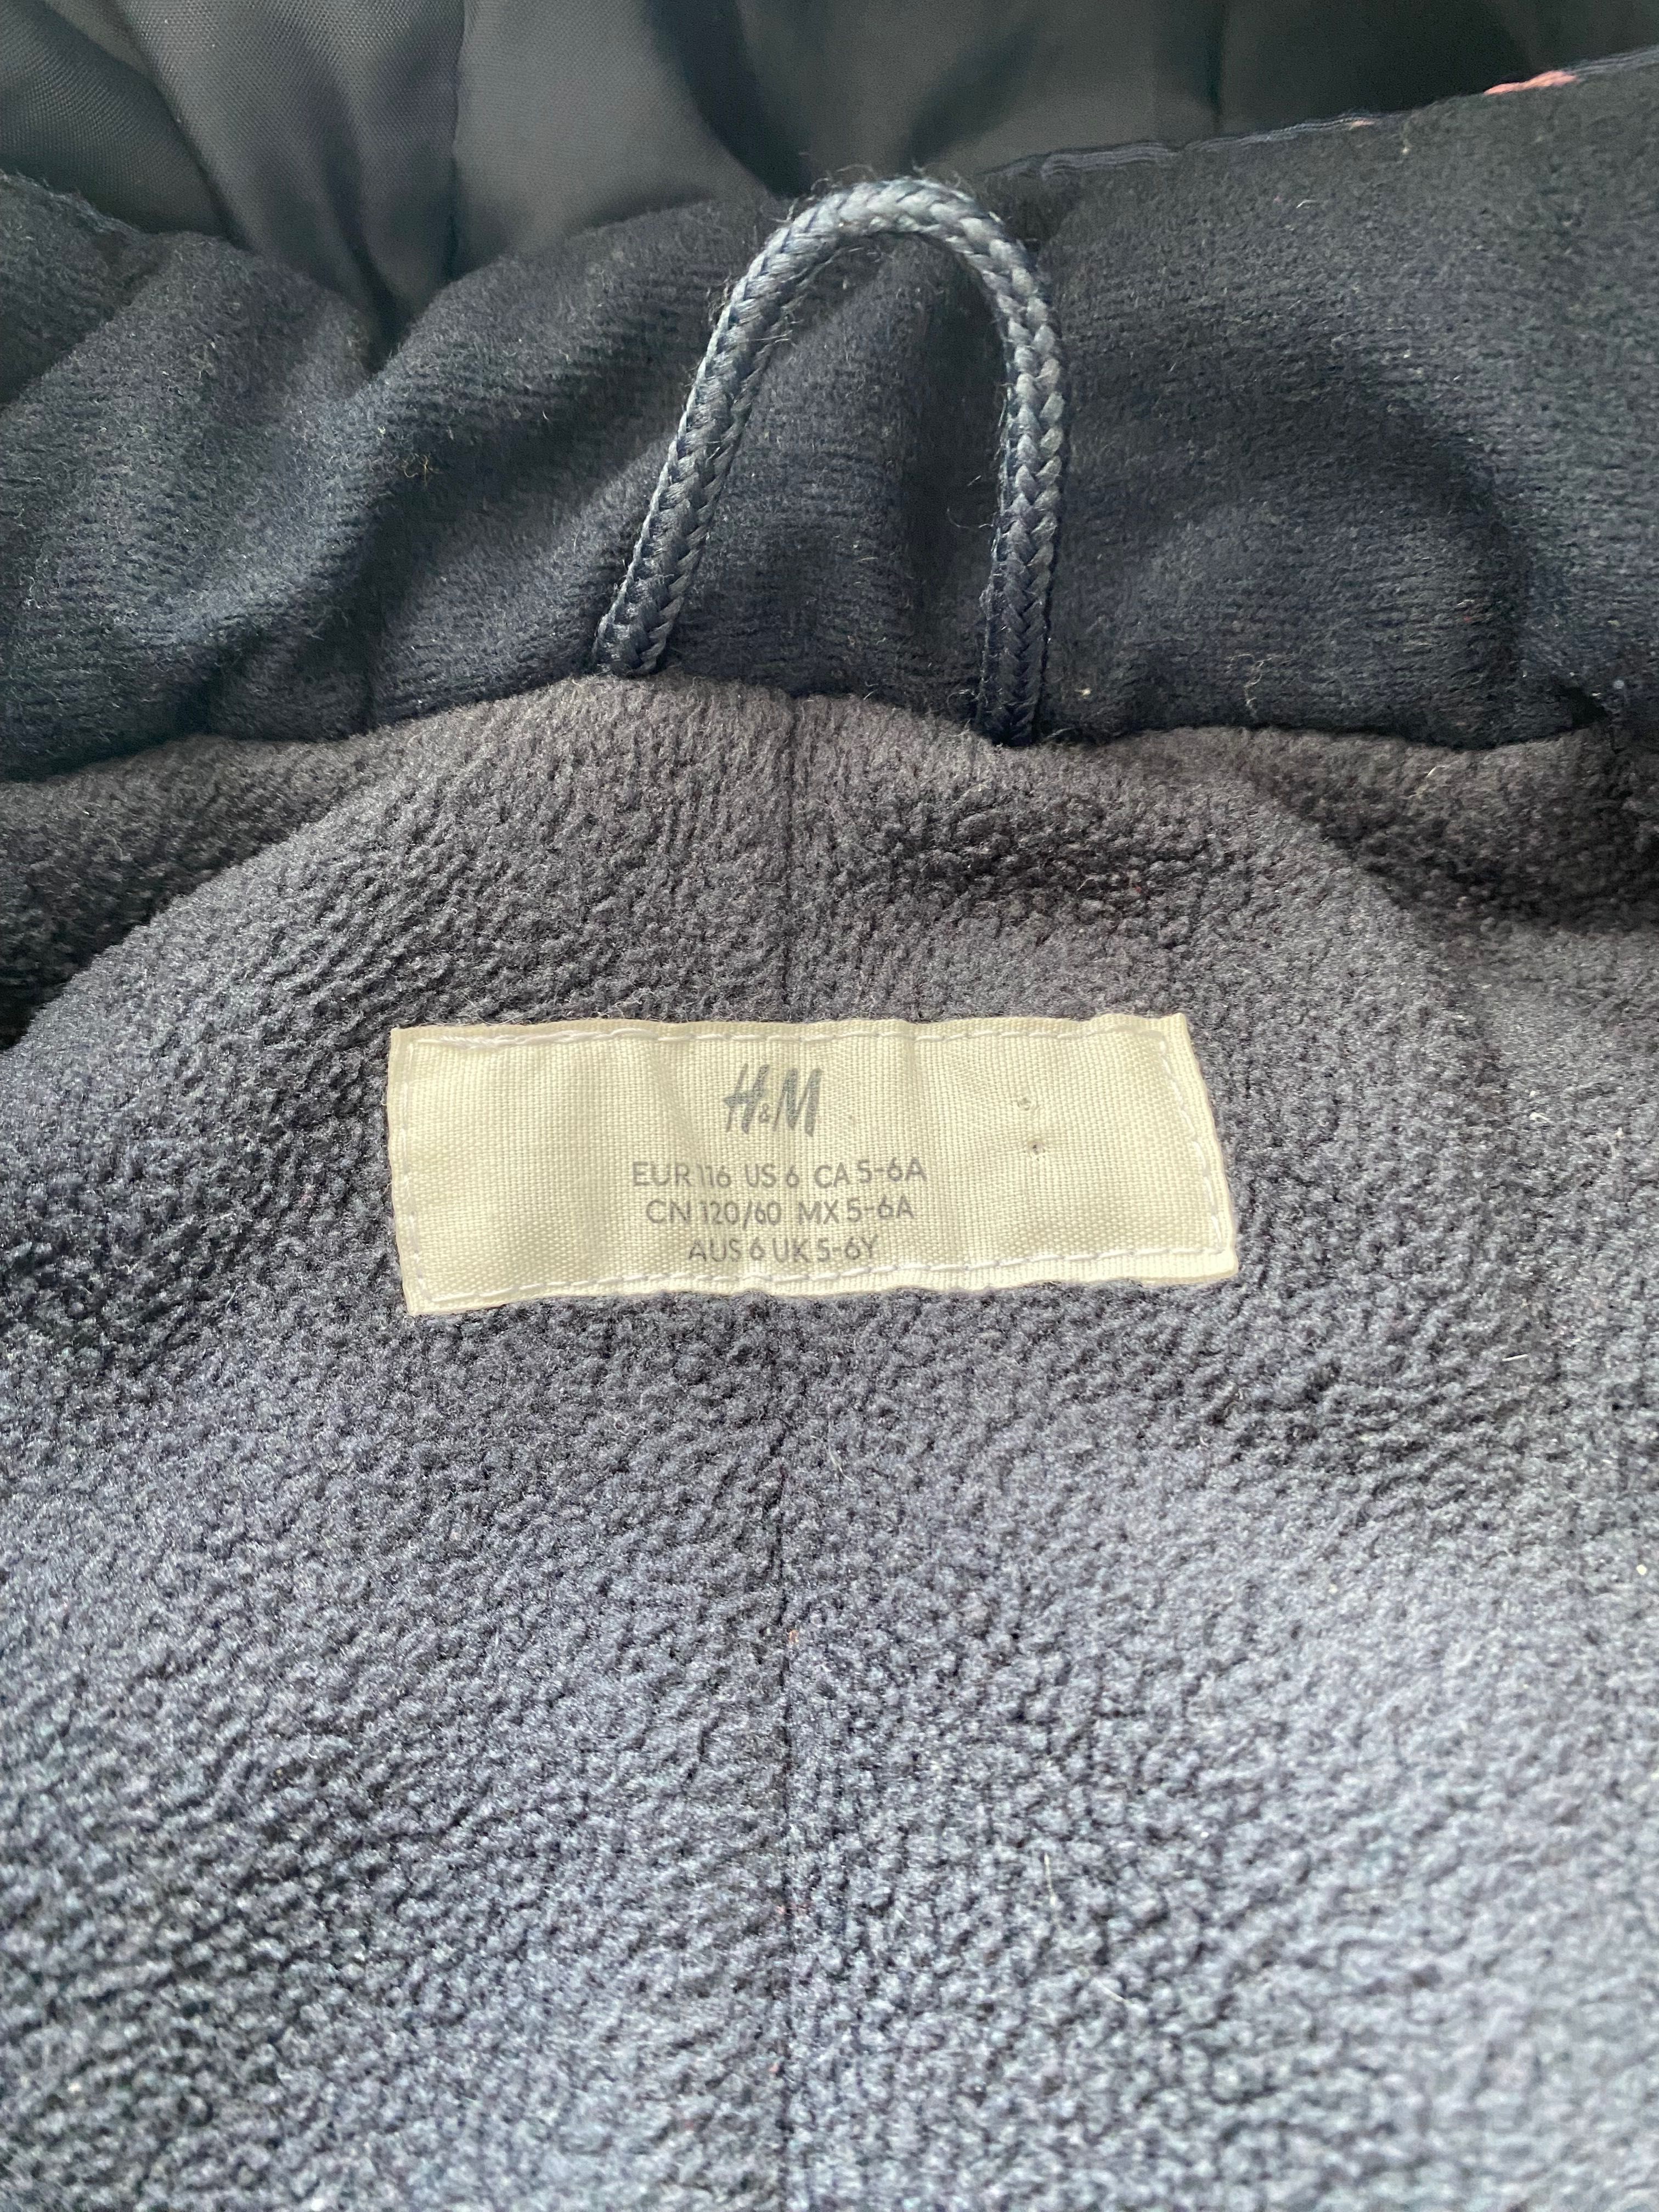 H&M
EUR 116 US 6 CA 5-6A
CN 120/60 MX 5-6A
AUS 6 UK 5-6Y